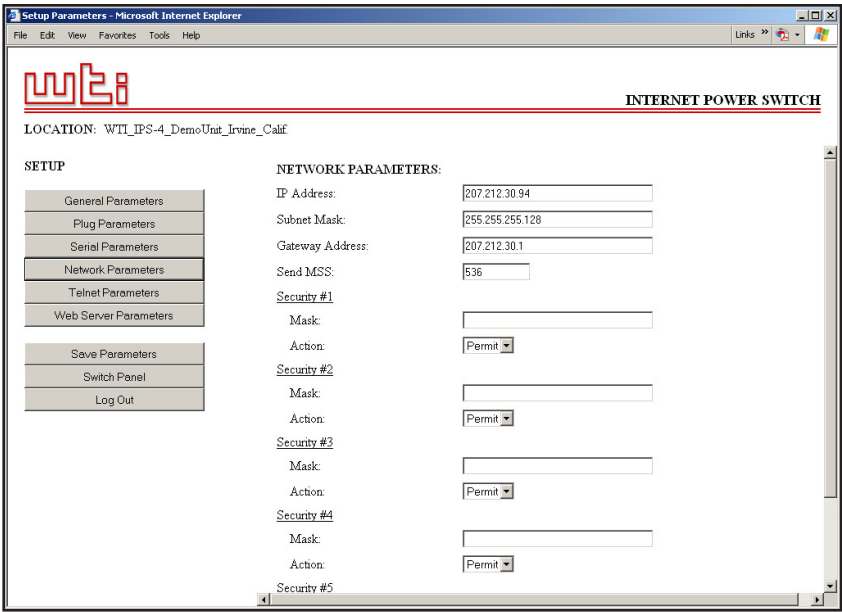 Setup Parameters - Microsoft Internet Explorer
File Edit View Favorites Tools Help Links »
wti
INTERNET POWER SWITCH
LOCATION: WTI_IPS-4_DemoUnit_Irvine_Calif.
SETUP
General Parameters
Plug Parameters
Serial Parameters
Network Parameters
Telnet Parameters
Web Server Parameters
Save Parameters
Switch Panel
Log Out
NETWORK PARAMETERS:
IP Address: 207.212.30.94
Subnet Mask: 255.255.255.128
Gateway Address: 207.212.30.1
Send MSS: 536
Security #1
Mask:
Action: Permit
Security #2
Mask:
Action: Permit
Security #3
Mask:
Action: Permit
Security #4
Mask:
Action: Permit
Security #5